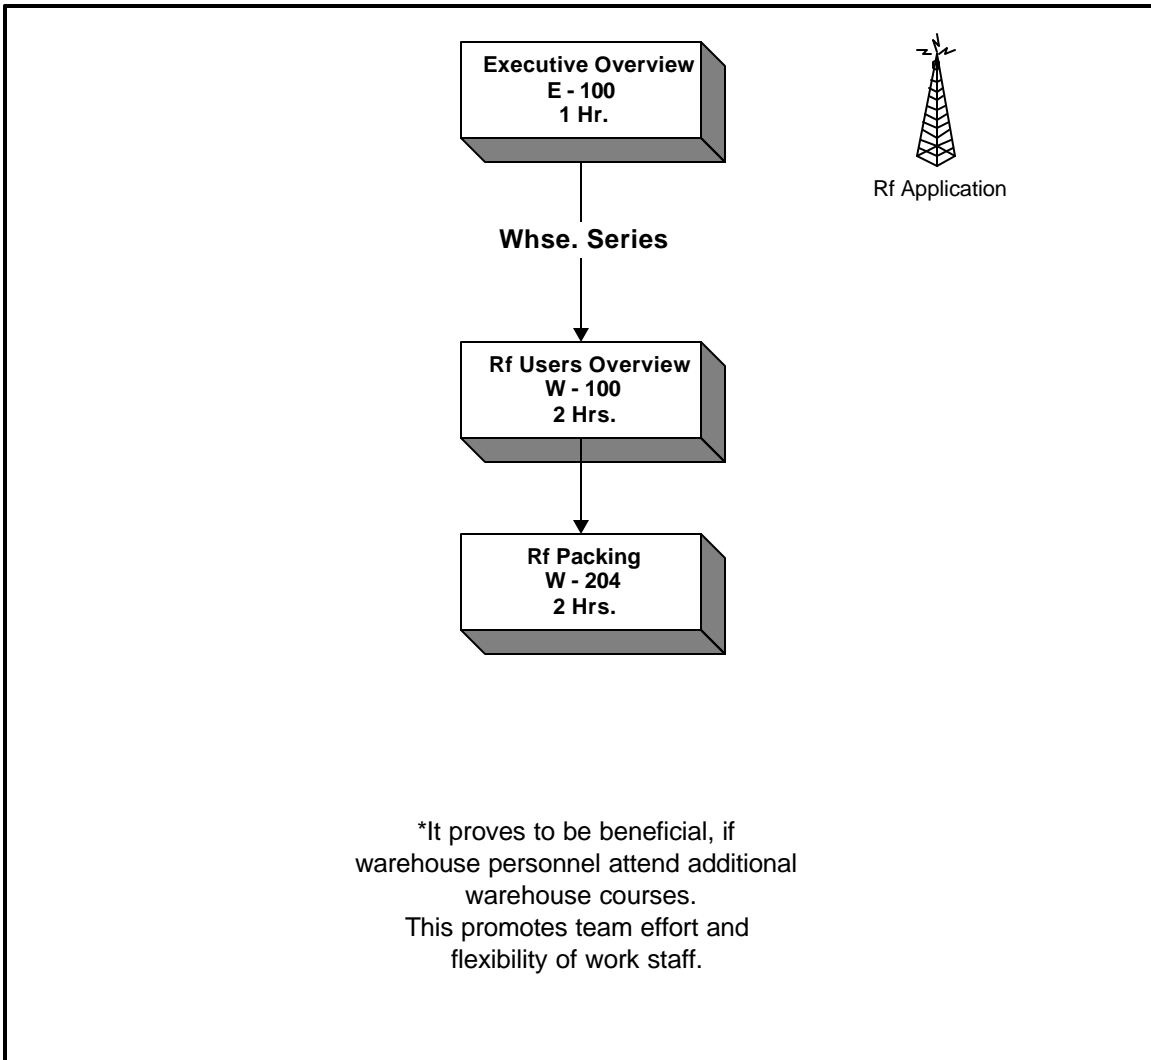 Executive Overview
E - 100
1 Hr.
Rf Application
Whse. Series
Rf Users Overview
W - 100
2 Hrs.
Rf Packing
W - 204
2 Hrs.
*It proves to be beneficial, if
warehouse personnel attend additional
warehouse courses.
This promotes team effort and
flexibility of work staff.